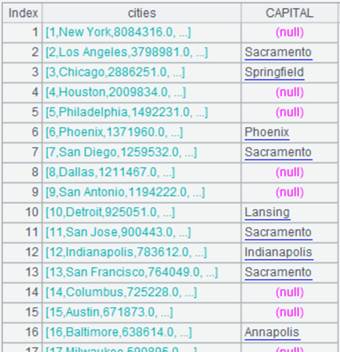 Index cities CAPITAL
1 [1,New York,8084316.0, ...] (null)
2 [2,Los Angeles,3798981.0, ...] Sacramento
3 [3,Chicago,2886251.0, ...] Springfield
4 [4,Houston,2009834.0, ...] (null)
5 [5,Philadelphia,1492231.0, ...] (null)
6 [6,Phoenix,1371960.0, ...] Phoenix
7 [7,San Diego,1259532.0, ...] Sacramento
8 [8,Dallas,1211467.0, ...] (null)
9 [9,San Antonio,1194222.0, ...] (null)
10 [10,Detroit,925051.0, ...] Lansing
11 [11,San Jose,900443.0, ...] Sacramento
12 [12,Indianapolis,783612.0, ...] Indianapolis
13 [13,San Francisco,764049.0, ...] Sacramento
14 [14,Columbus,725228.0, ...] (null)
15 [15,Austin,671873.0, ...] (null)
16 [16,Baltimore,638614.0, ...] Annapolis